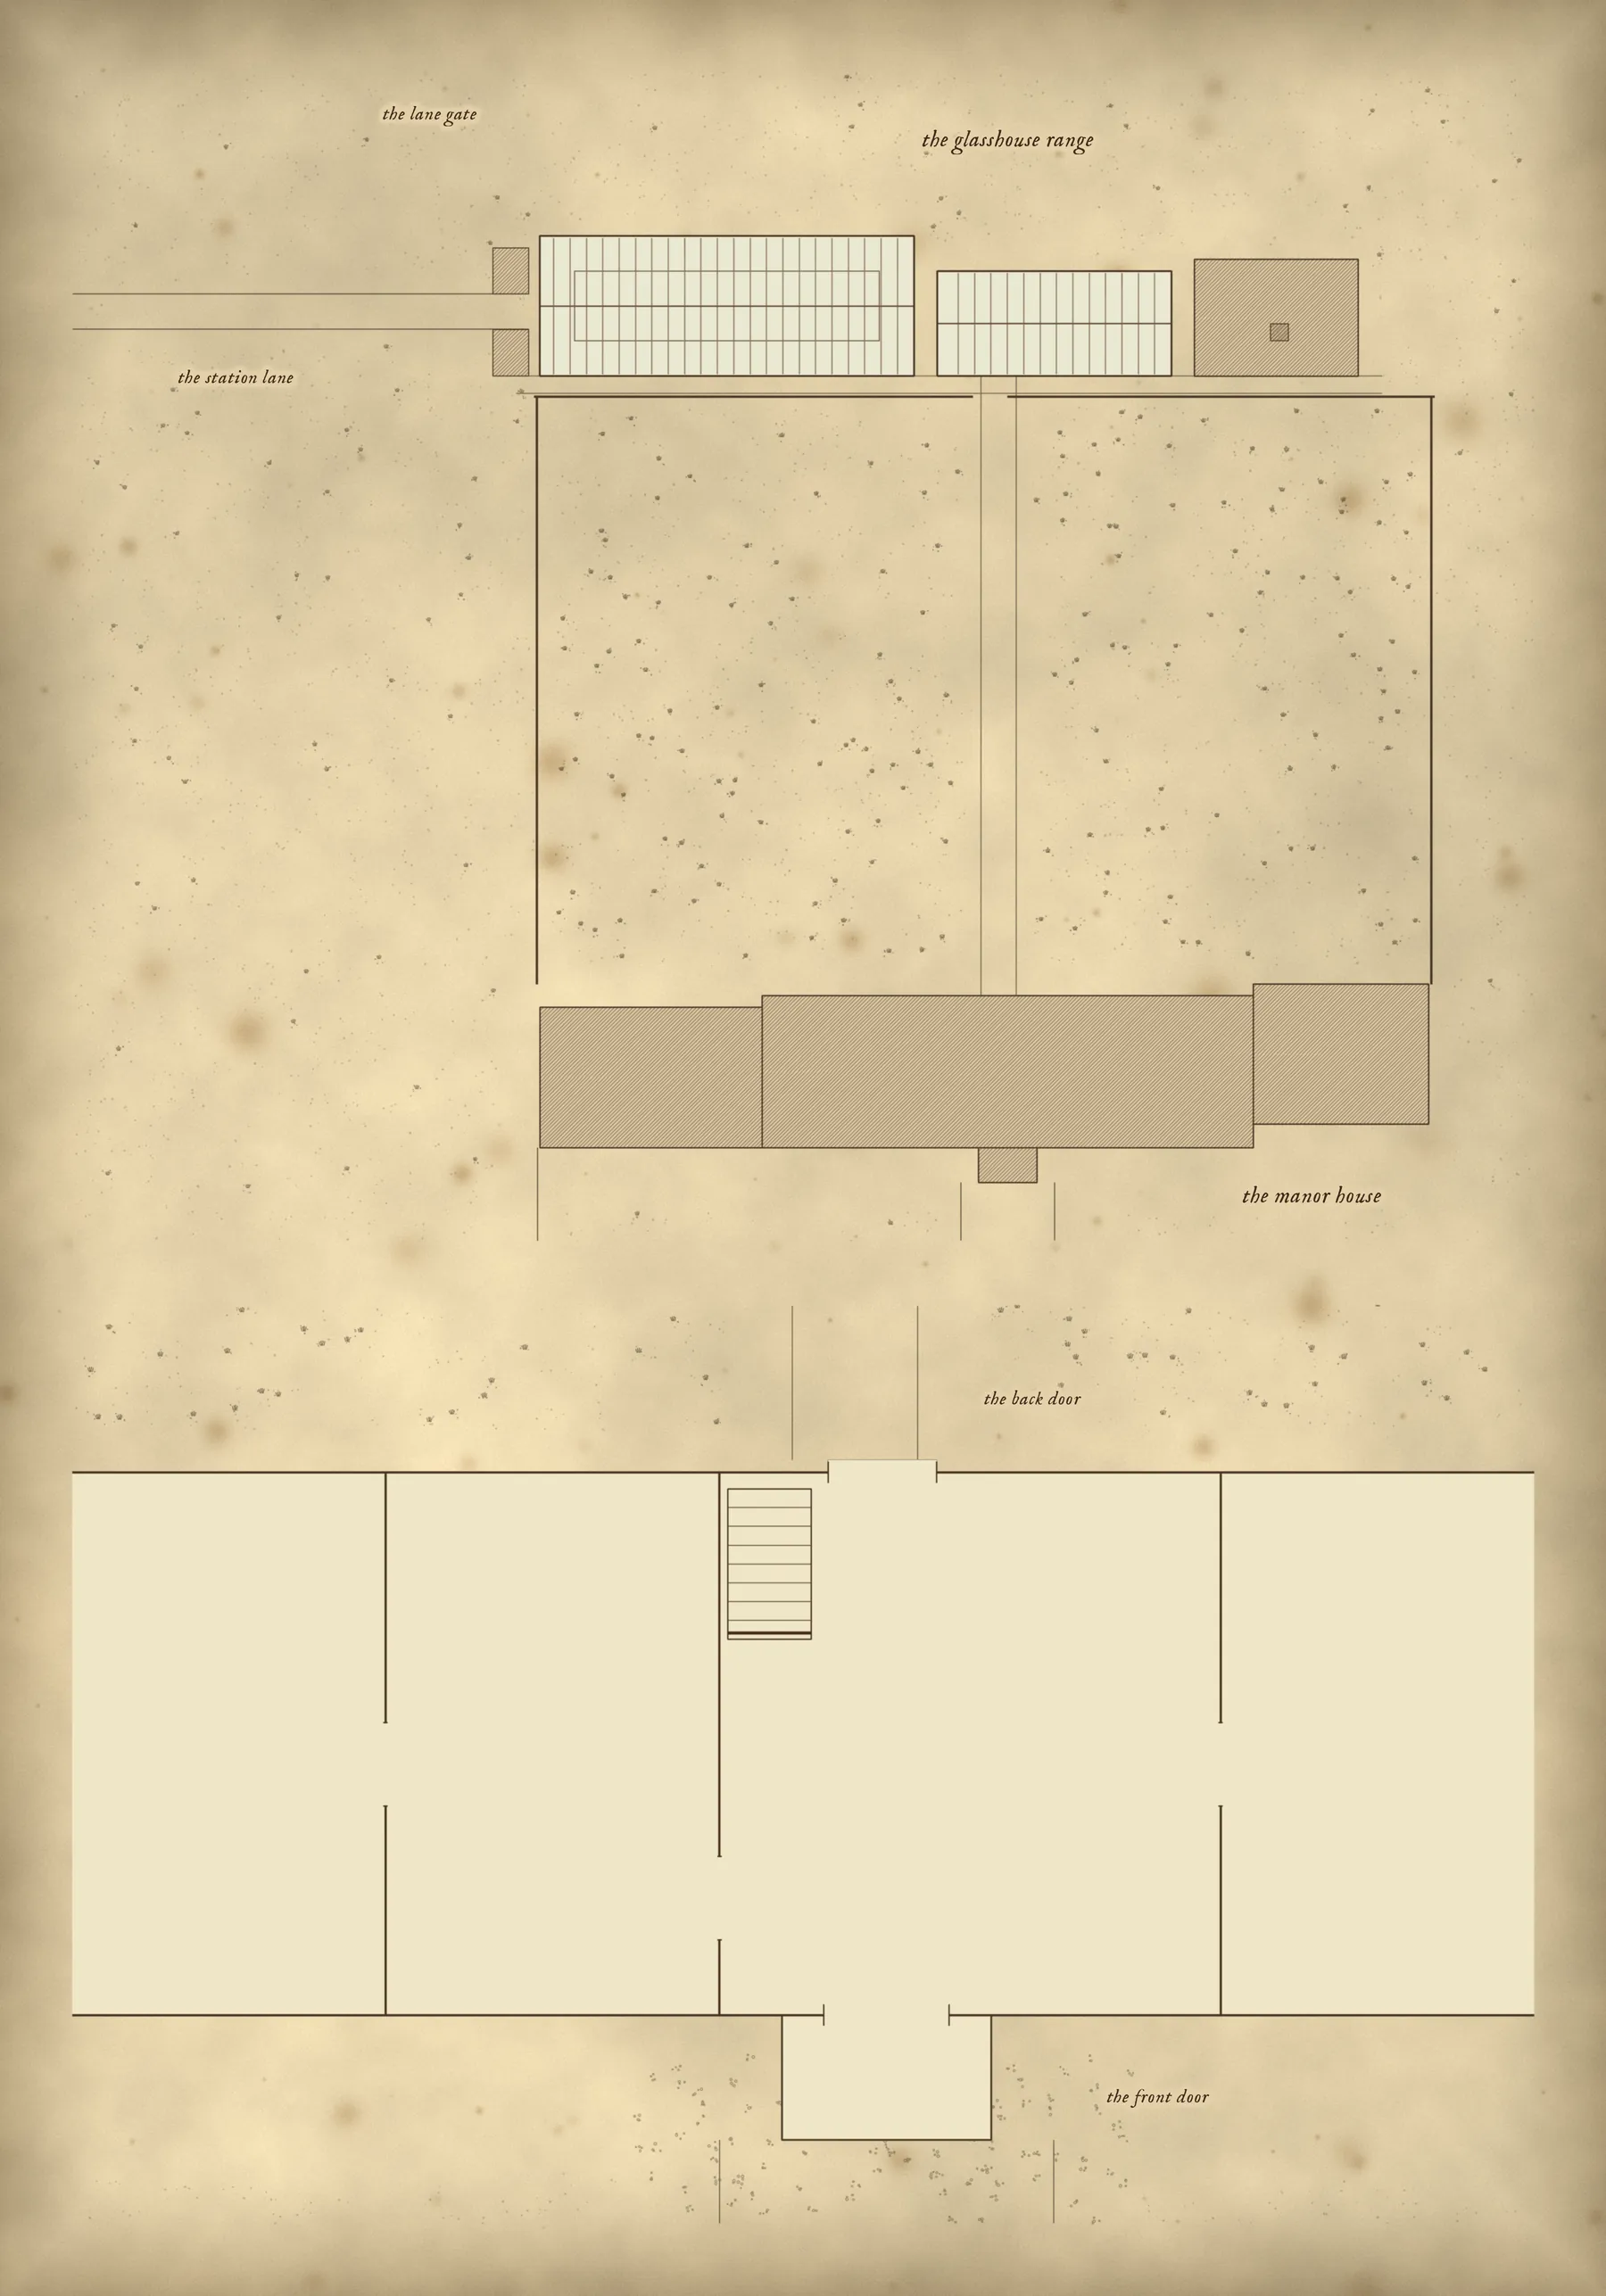 the lane gate
the glasshouse range
the station lane
the manor house
the back door
the front door